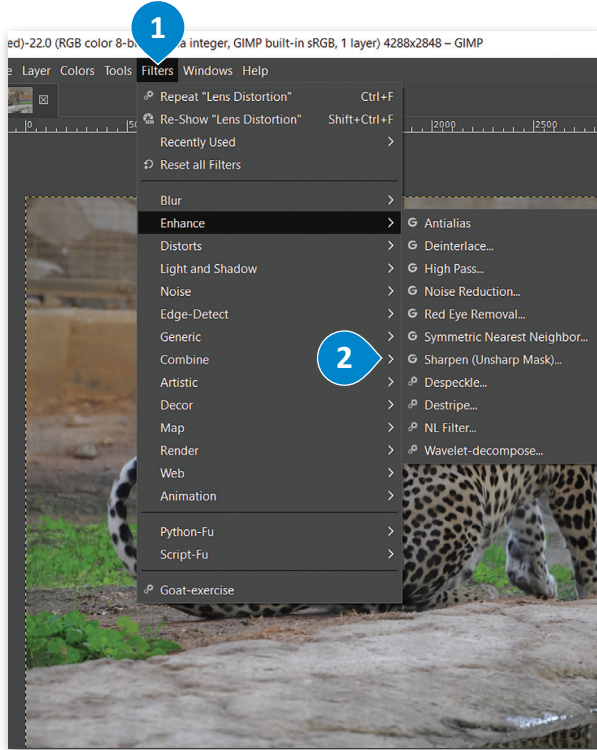 1
ed)-22.0 (RGB color 8-bi a integer, GIMP built-in sRGB, 1 layer) 4288x2848 – GIMP
e Layer Colors Tools Filters Windows Help
Repeat "Lens Distortion" Ctrl+F
Re-Show "Lens Distortion" Shift+Ctrl+F
Recently Used
Reset all Filters
0 2000 2500
Blur
Enhance
Distorts
Light and Shadow
Noise
Edge-Detect
Generic
Combine
Artistic
Decor
Map
Render
Web
Animation
Python-Fu
Script-Fu
Goat-exercise
Antialias
Deinterlace...
High Pass...
Noise Reduction...
Red Eye Removal...
Symmetric Nearest Neighbor...
2
Sharpen (Unsharp Mask)...
Despeckle...
Destripe...
NL Filter...
Wavelet-decompose...